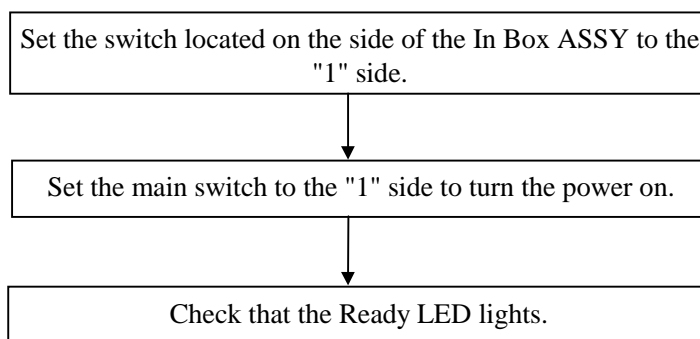 Set the switch located on the side of the In Box ASSY to the
"1" side.
Set the main switch to the "1" side to turn the power on.
Check that the Ready LED lights.